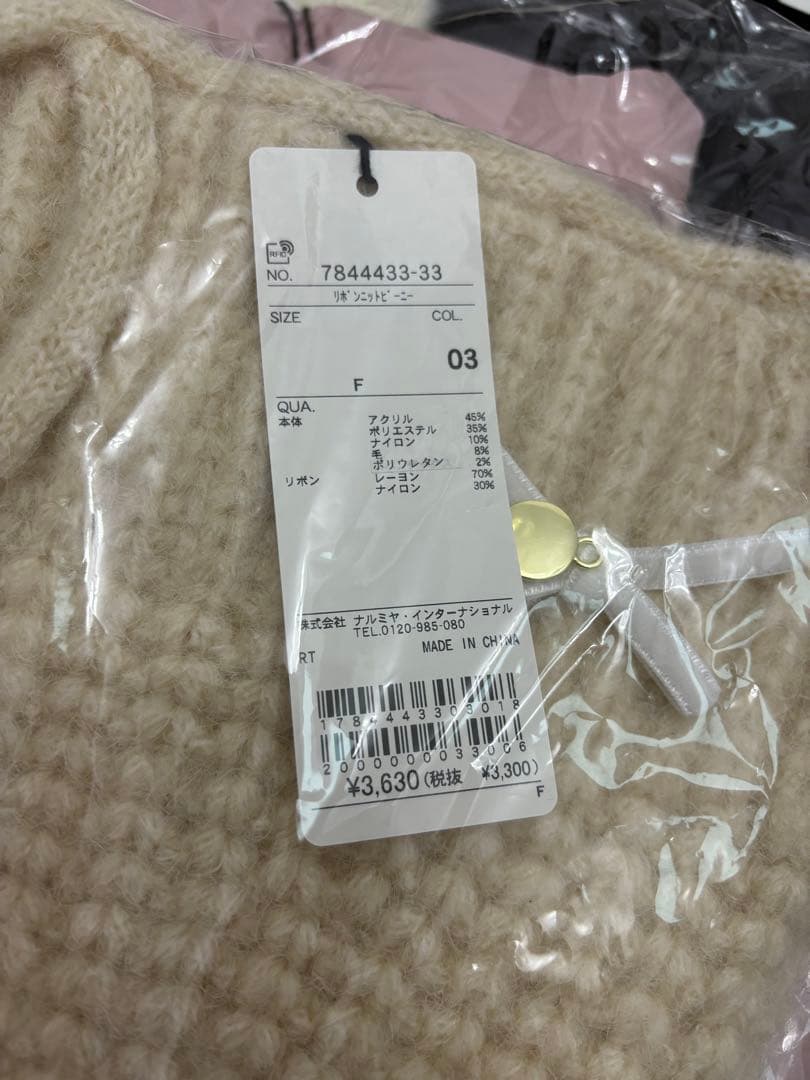 RFID
NO. 7844433-33
ﾘﾎﾞﾝﾆｯﾄﾋﾞｰﾆｰ
SIZE COL.
03
F
QUA.
本体 アクリル 45%
ポリエステル 35%
ナイロン 10%
毛 8%
ポリウレタン 2%
リボン レーヨン 70%
ナイロン 30%
株式会社 ナルミヤ・インターナショナル
TEL.0120-985-080
RT MADE IN CHINA
1784443303018
2000000033006
¥3,630(税抜 ¥3,300)
F